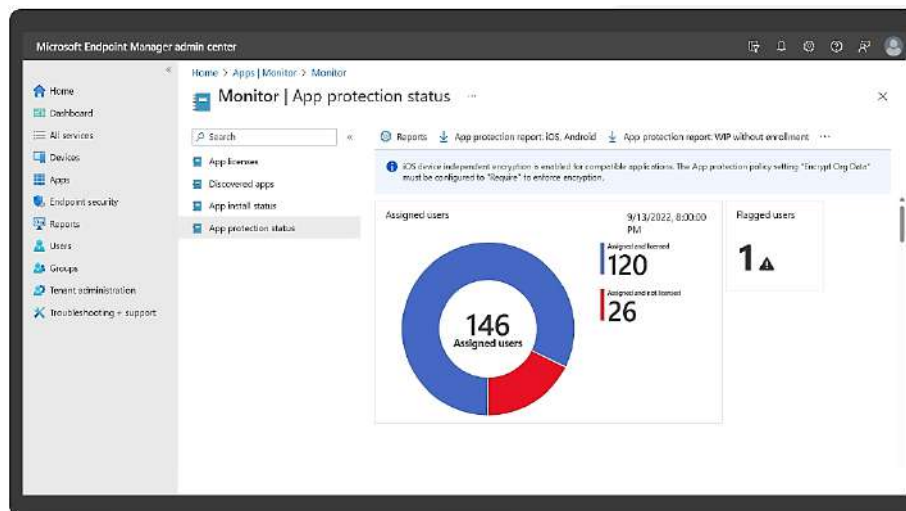 Microsoft Endpoint Manager admin center
Home
Dashboard
All services
Devices
Apps
Endpoint security
Reports
Users
Groups
Tenant administration
Troubleshooting + support
Home > Apps | Monitor > Monitor
Monitor | App protection status ...
Search
App licenses
Discovered apps
App install status
App protection status
Reports App protection report: iOS, Android App protection report: WIP without enrollment ...
iOS device independent encryption is enabled for compatible applications. The App protection policy setting "Encrypt Org Data"
must be configured to "Require" to enforce encryption.
Assigned users
9/13/2022, 8:00:00
PM
Assigned and licensed
120
Assigned and not licensed
26
146
Assigned users
Flagged users
1